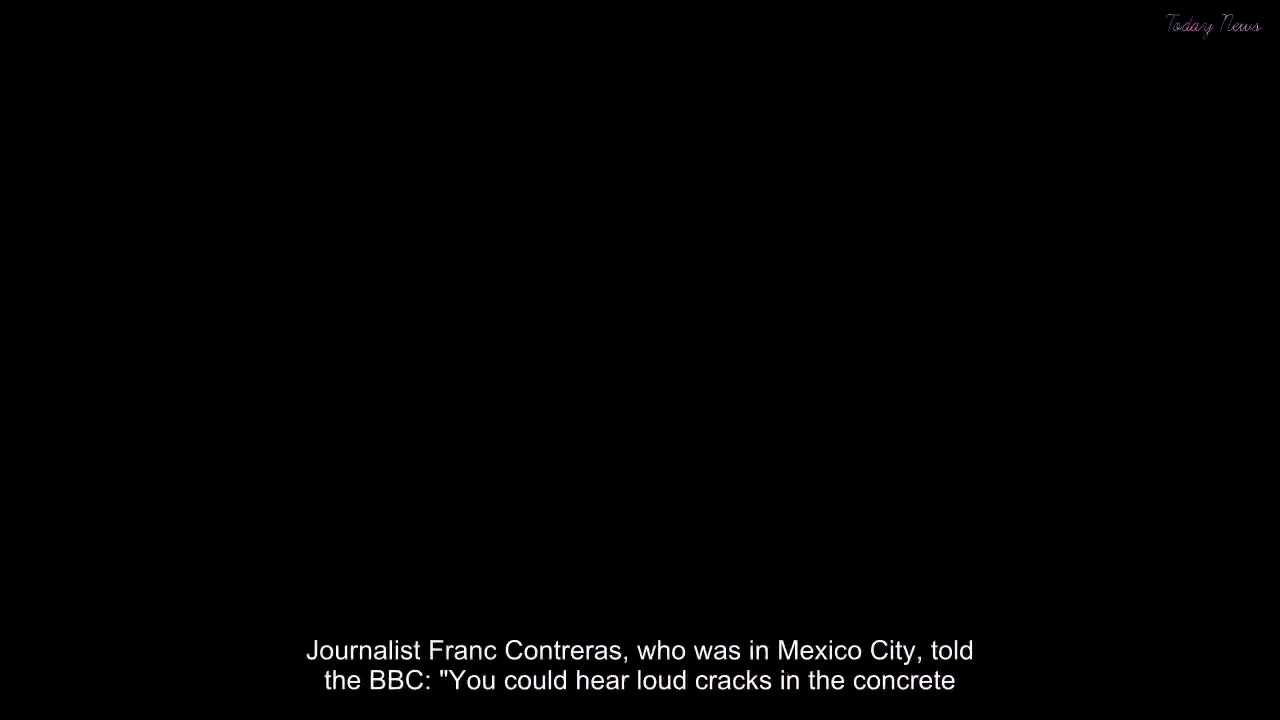 Today News
Journalist Franc Contreras, who was in Mexico City, told
the BBC: "You could hear loud cracks in the concrete